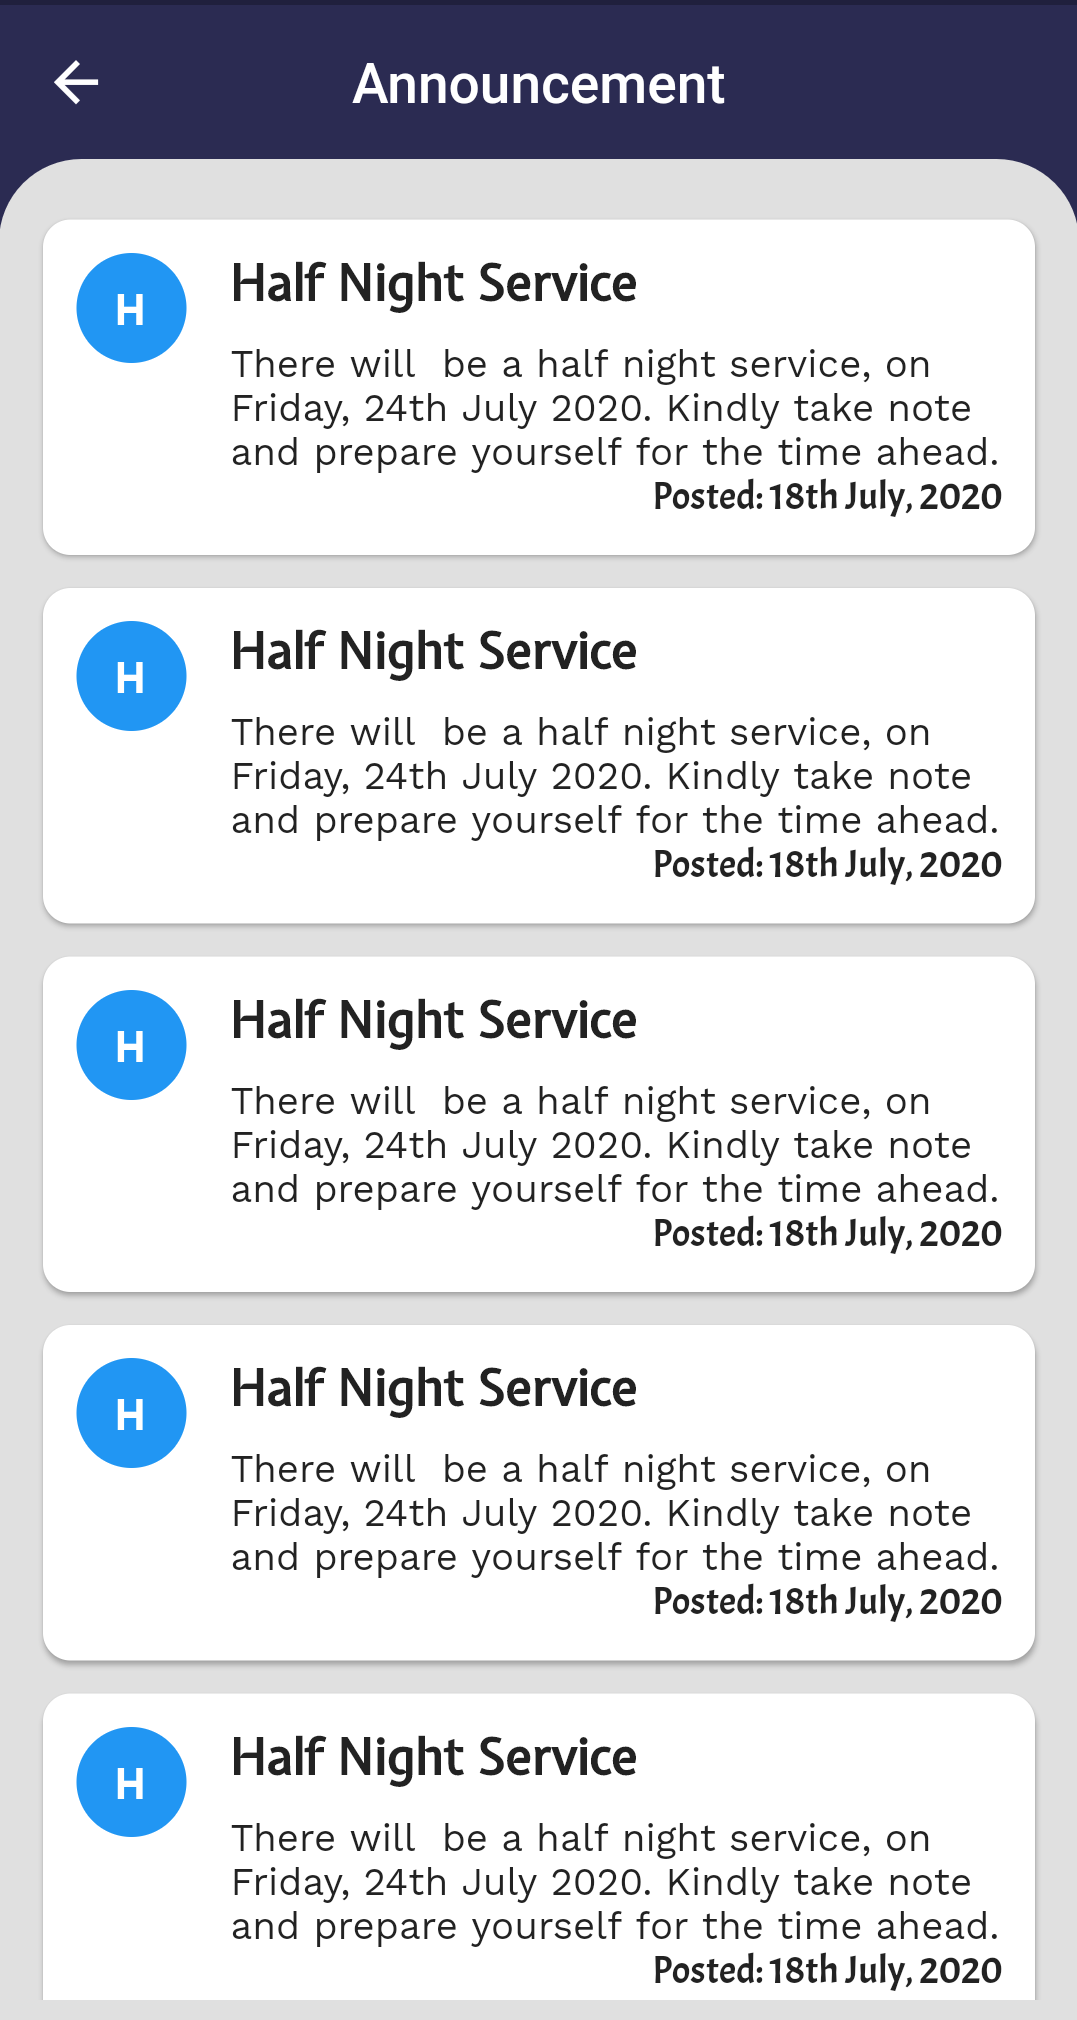 Announcement
H
Half Night Service
There will  be a half night service, on
Friday, 24th July 2020. Kindly take note
and prepare yourself for the time ahead.
Posted: 18th July, 2020
H
Half Night Service
There will  be a half night service, on
Friday, 24th July 2020. Kindly take note
and prepare yourself for the time ahead.
Posted: 18th July, 2020
H
Half Night Service
There will  be a half night service, on
Friday, 24th July 2020. Kindly take note
and prepare yourself for the time ahead.
Posted: 18th July, 2020
H
Half Night Service
There will  be a half night service, on
Friday, 24th July 2020. Kindly take note
and prepare yourself for the time ahead.
Posted: 18th July, 2020
H
Half Night Service
There will  be a half night service, on
Friday, 24th July 2020. Kindly take note
and prepare yourself for the time ahead.
Posted: 18th July, 2020